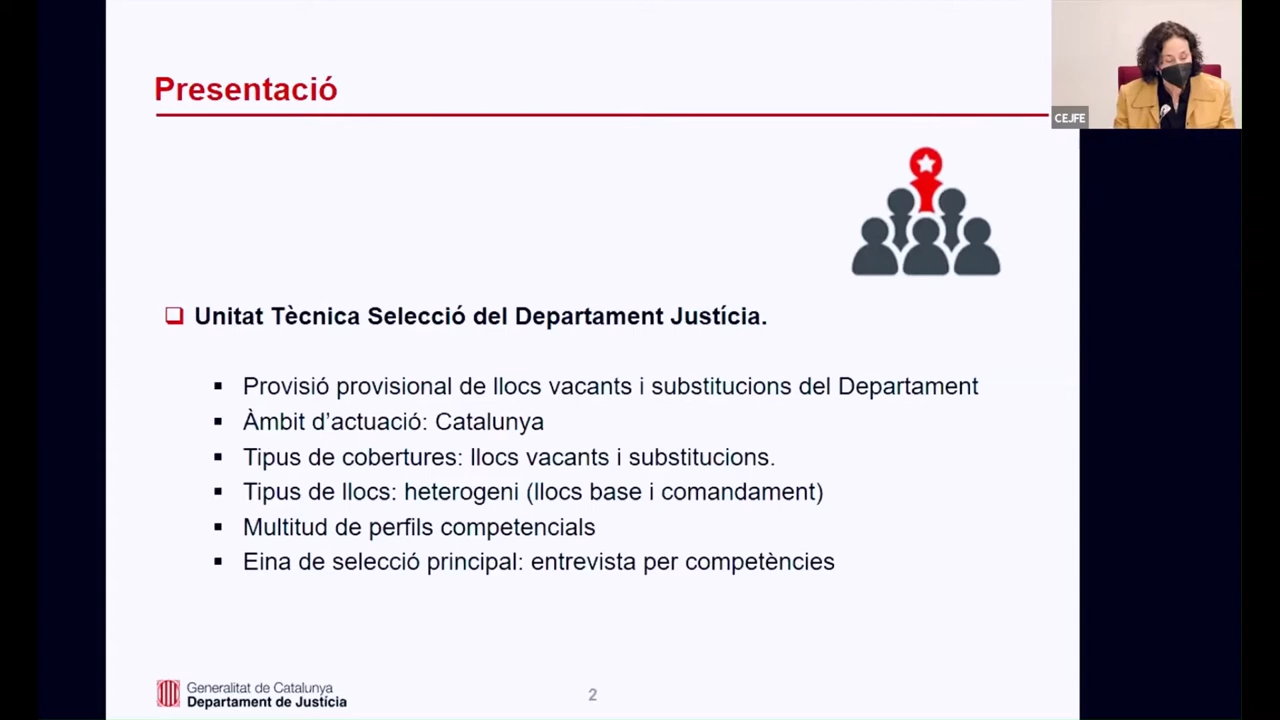 Presentació
CEJFE
❑ Unitat Tècnica Selecció del Departament Justícia.
▪ Provisió provisional de llocs vacants i substitucions del Departament
▪ Àmbit d’actuació: Catalunya
▪ Tipus de cobertures: llocs vacants i substitucions.
▪ Tipus de llocs: heterogeni (llocs base i comandament)
▪ Multitud de perfils competencials
▪ Eina de selecció principal: entrevista per competències
Generalitat de Catalunya
Departament de Justícia
2